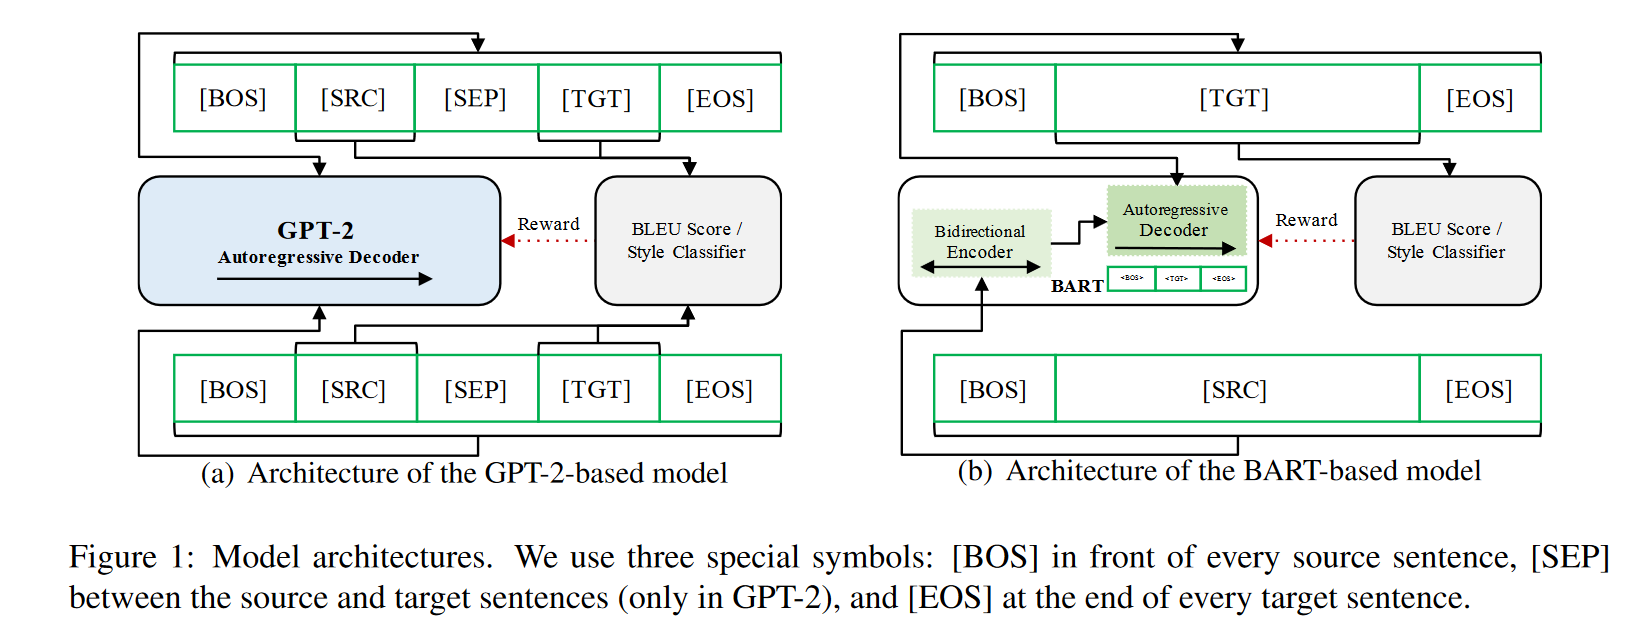 [BOS] [SRC] [SEP] [TGT] [EOS]
GPT-2
Autoregressive Decoder
Reward
BLEU Score /
Style Classifier
[BOS] [SRC] [SEP] [TGT] [EOS]
(a) Architecture of the GPT-2-based model
[BOS] [TGT] [EOS]
Bidirectional
Encoder
Autoregressive
Decoder
BART
<BOS> <TGT> <EOS>
Reward
BLEU Score /
Style Classifier
[BOS] [SRC] [EOS]
(b) Architecture of the BART-based model
Figure 1: Model architectures. We use three special symbols: [BOS] in front of every source sentence, [SEP]
between the source and target sentences (only in GPT-2), and [EOS] at the end of every target sentence.